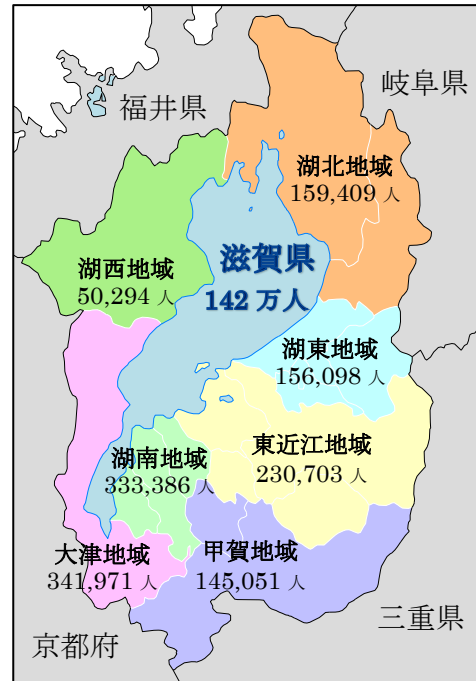 福井県
岐阜県
湖北地域
159,409 人
湖西地域
50,294 人
滋賀県
142 万人
湖東地域
156,098 人
湖南地域
333,386 人
東近江地域
230,703 人
大津地域
341,971 人
甲賀地域
145,051 人
京都府
三重県